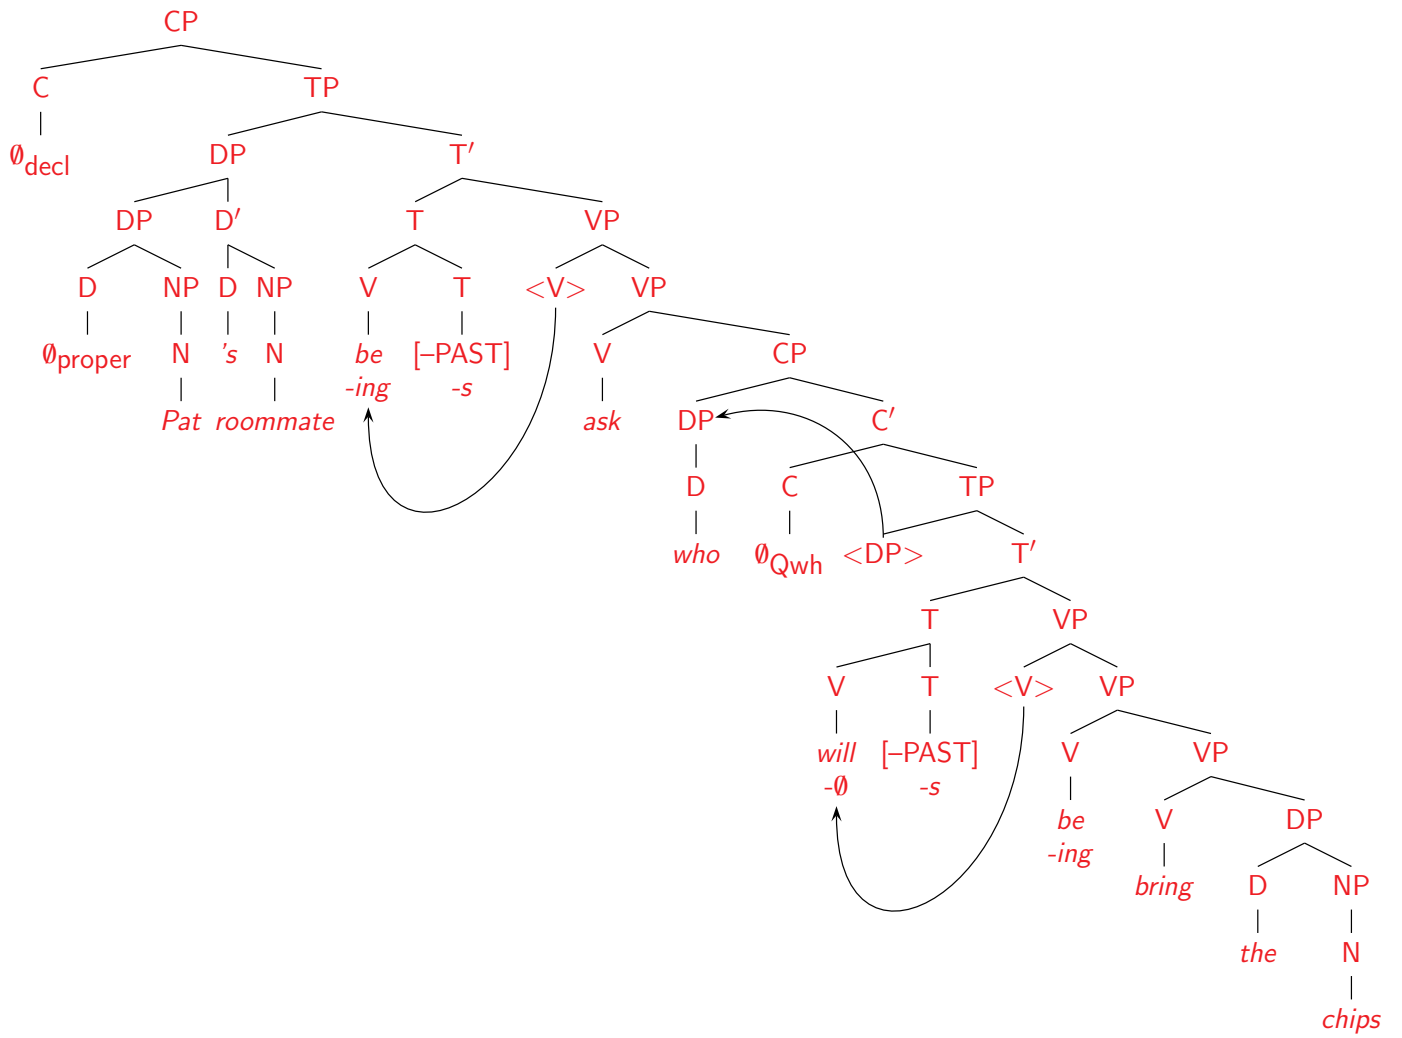 CP
C TP
∅decl DP T′
DP D′ T VP
D NP D NP V T <V> VP
∅proper N 's N be [–PAST] V CP
-ing -s
Pat roommate ask DP C′
D C TP
who ∅Qwh <DP> T′
T VP
V T <V> VP
will [–PAST] V VP
-∅ -s
be V DP
-ing
bring D NP
the N
chips